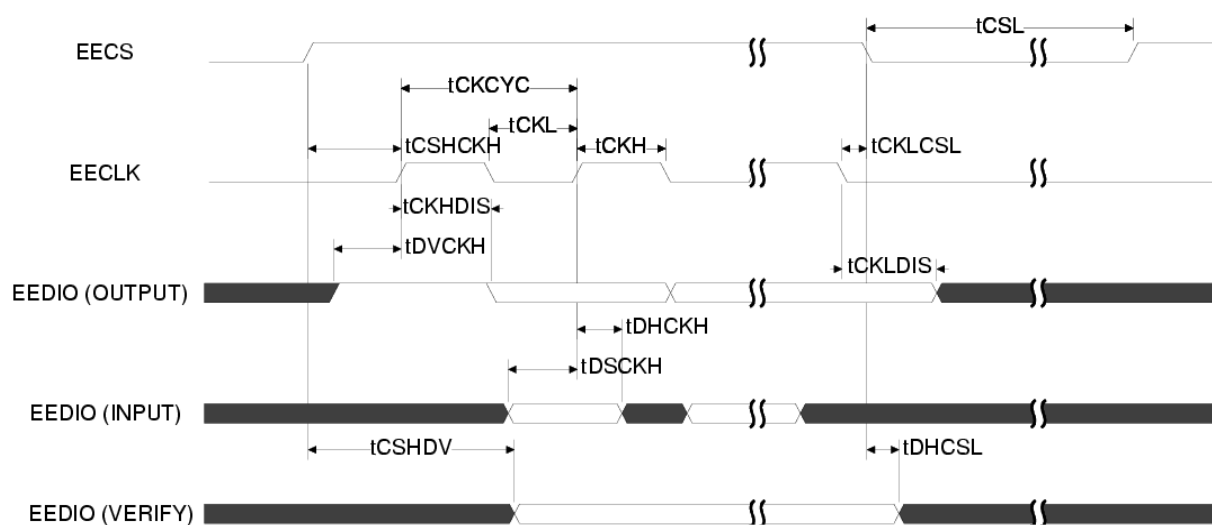 tCSL
EECS
tCKCYC
tCKL
tCSHCKH
tCKH
tCKLCSL
EECLK
tCKHDIS
tDVCKH
tCKLDIS
EEDIO (OUTPUT)
tDHCKH
tDSCKH
EEDIO (INPUT)
tCSHDV
tDHCSL
EEDIO (VERIFY)